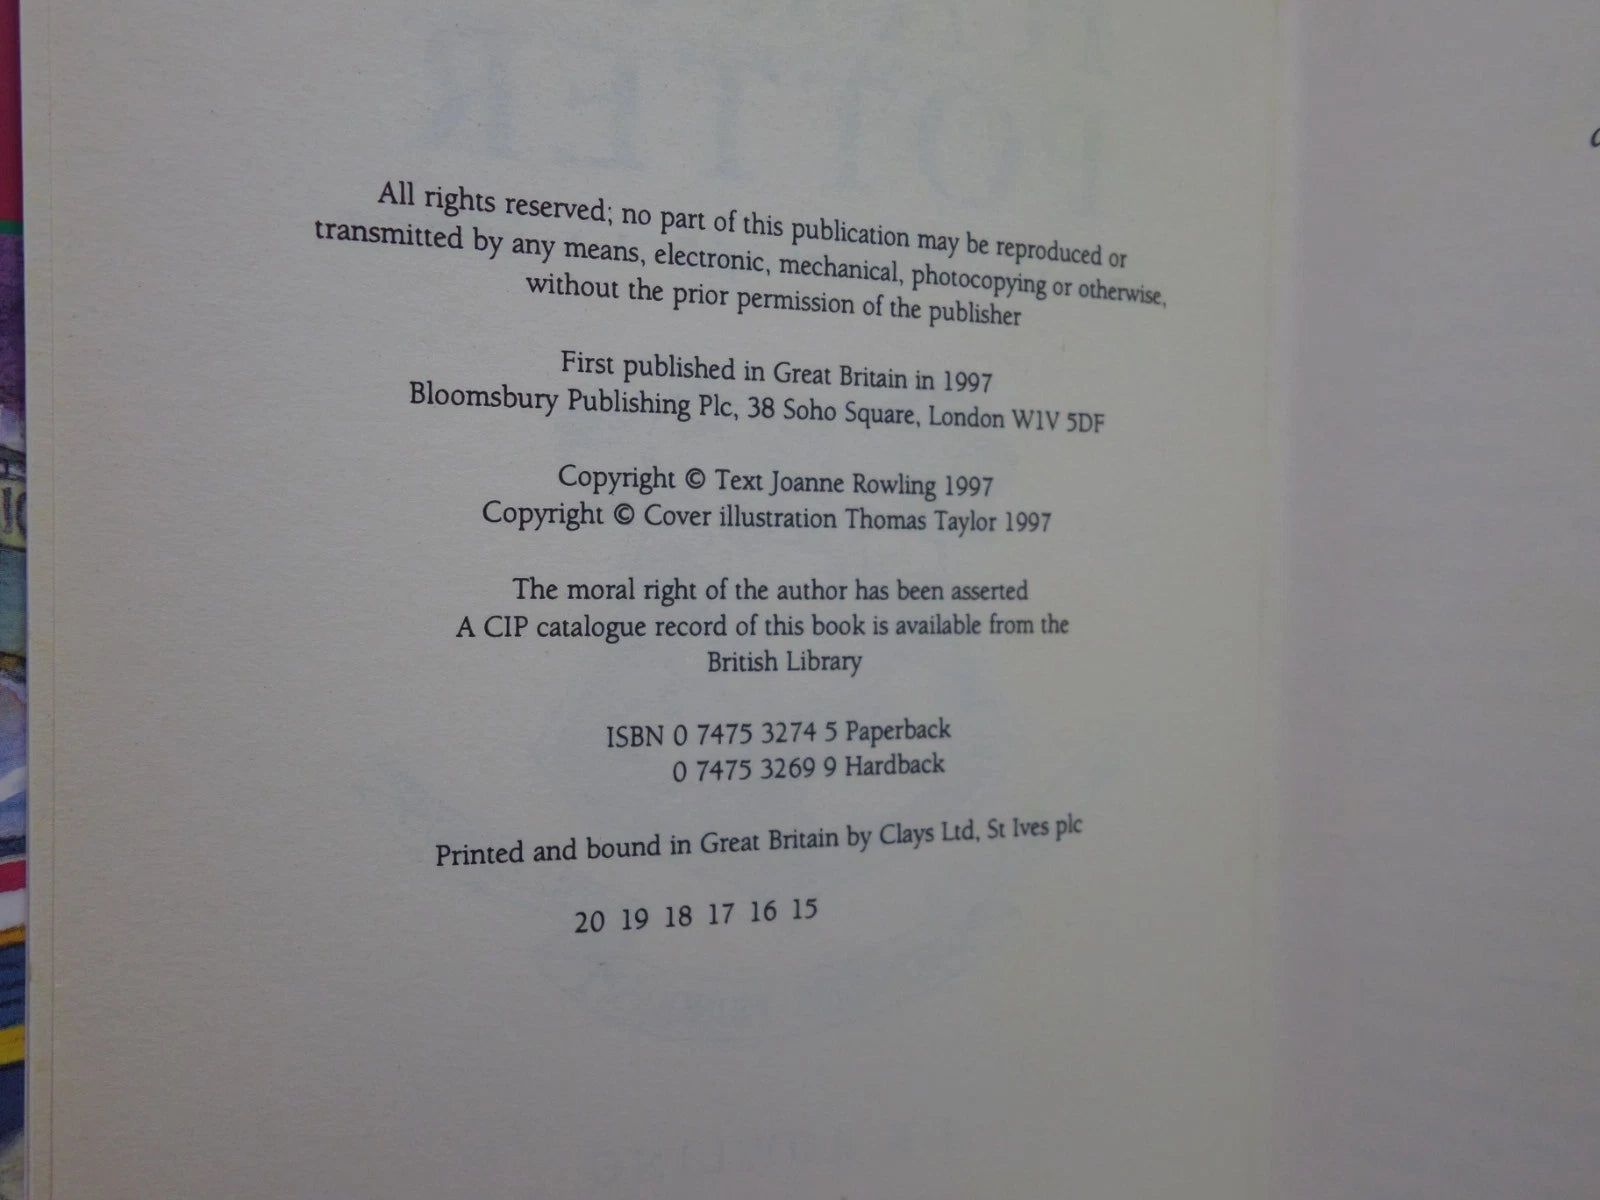 All rights reserved; no part of this publication may be reproduced or
transmitted by any means, electronic, mechanical, photocopying or otherwise,
without the prior permission of the publisher
First published in Great Britain in 1997
Bloomsbury Publishing Plc, 38 Soho Square, London W1V 5DF
Copyright © Text Joanne Rowling 1997
Copyright © Cover illustration Thomas Taylor 1997
The moral right of the author has been asserted
A CIP catalogue record of this book is available from the
British Library
ISBN 0 7475 3274 5 Paperback
0 7475 3269 9 Hardback
Printed and bound in Great Britain by Clays Ltd, St Ives plc
20 19 18 17 16 15